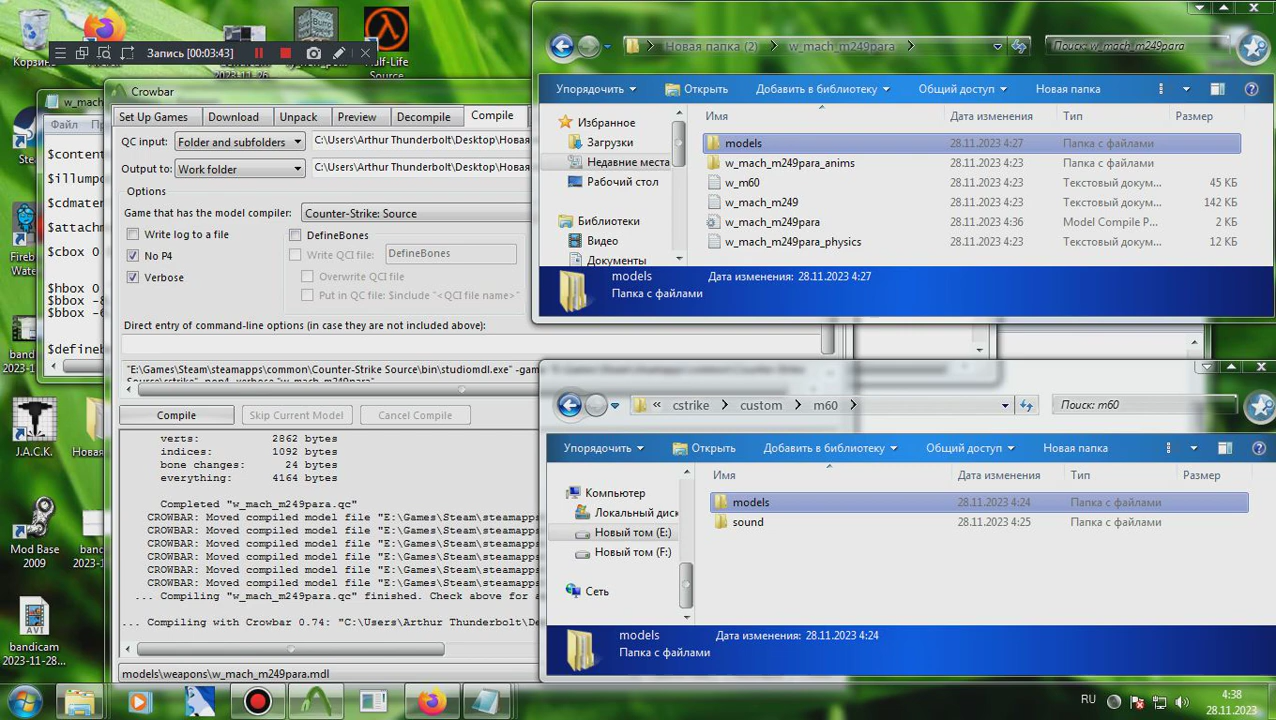 Корзина
2023-11-26
Half-Life
Source
Запись [00:03:43]
Crowbar
Set Up Games
Download
Unpack
Preview
Decompile
Compile
QC input:
Folder and subfolders
C:\Users\Arthur Thunderbolt\Desktop\Новая
Output to:
Work folder
C:\Users\Arthur Thunderbolt\Desktop\Новая
Options
Game that has the model compiler:
Counter-Strike: Source
Write log to a file
DefineBones
No P4
Write QCI file:
DefineBones
Verbose
Overwrite QCI file
Put in QC file: $include "<QCI file name>"
Direct entry of command-line options (in case they are not included above):
"E:\Games\Steam\steamapps\common\Counter-Strike Source\bin\studiomdl.exe" -game
Source\cstrike" -nop4 -verbose "w_mach_m249para"
Compile
Skip Current Model
Cancel Compile
verts: 2862 bytes
indices: 1092 bytes
bone changes: 24 bytes
everything: 4164 bytes
Completed "w_mach_m249para.qc"
CROWBAR: Moved compiled model file "E:\Games\Steam\steamapps
CROWBAR: Moved compiled model file "E:\Games\Steam\steamapps
CROWBAR: Moved compiled model file "E:\Games\Steam\steamapps
CROWBAR: Moved compiled model file "E:\Games\Steam\steamapps
CROWBAR: Moved compiled model file "E:\Games\Steam\steamapps
CROWBAR: Moved compiled model file "E:\Games\Steam\steamapps
... Compiling "w_mach_m249para.qc" finished. Check above for a
... Compiling with Crowbar 0.74: "C:\Users\Arthur Thunderbolt\De
models\weapons\w_mach_m249para.mdl
w_mach
Файл
$content
$illumpo
$cdmater
$attachm
$cbox 0
$hbox 0
$bbox -8
$bbox -6
$defineb
Stea
Fireb
Water
band
2023-1
J.A.C.K.
Нова
Mod Base
2009
band
2023-1
AVI
bandicam
2023-11-28...
Новая папка (2)
w_mach_m249para
Поиск: w_mach_m249para
Упорядочить
Открыть
Добавить в библиотеку
Общий доступ
Новая папка
Избранное
Загрузки
Недавние места
Рабочий стол
Библиотеки
Видео
Документы
Имя
Дата изменения
Тип
Размер
models 28.11.2023 4:27 Папка с файлами
w_mach_m249para_anims 28.11.2023 4:23 Папка с файлами
w_m60 28.11.2023 4:23 Текстовый докум... 45 КБ
w_mach_m249 28.11.2023 4:23 Текстовый докум... 142 КБ
w_mach_m249para 28.11.2023 4:36 Model Compile P... 2 КБ
w_mach_m249para_physics 28.11.2023 4:23 Текстовый докум... 12 КБ
models Дата изменения: 28.11.2023 4:27
Папка с файлами
cstrike
custom
m60
Поиск: m60
Упорядочить
Открыть
Добавить в библиотеку
Общий доступ
Новая папка
Компьютер
Локальный диск
Новый том (E:)
Новый том (F:)
Сеть
Имя
Дата изменения
Тип
Размер
models 28.11.2023 4:24 Папка с файлами
sound 28.11.2023 4:25 Папка с файлами
models Дата изменения: 28.11.2023 4:24
Папка с файлами
RU
4:38
28.11.2023